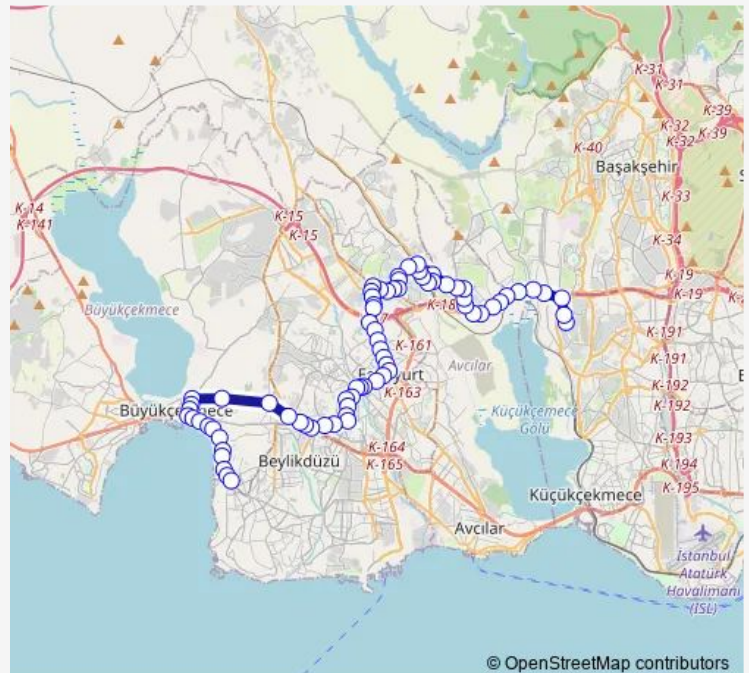 K-31
K-31
K-39
K-32
K-39
K-32
K-40
Başakşehir
K-33
K-14
K-141
K-15
K-15
K-34
K-19
K-18
K-19
Büyükçekmece
K-161
K-191
Avcılar
K-191
K-163
K-192
Büyükçekmece
Küçükçekmece
Gölü
K-192
K-164
K-193
Beylikdüzü
K-165
K-194
K-195
Küçükçekmece
Avcılar
İstanbul
Atatürk
Havalimanı
(ISL)
© OpenStreetMap contributors